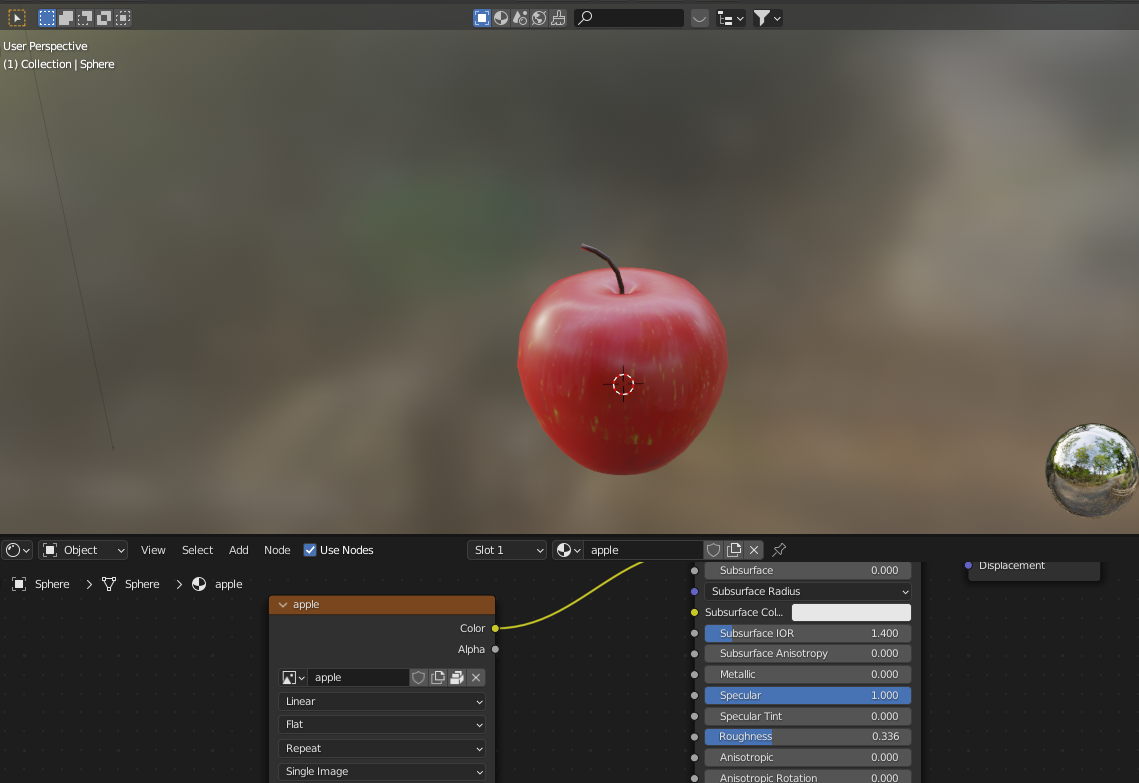 User Perspective
(1) Collection | Sphere
Object View Select Add Node Use Nodes Slot 1 apple
Sphere Sphere apple
apple
Color
Alpha
apple
Linear
Flat
Repeat
Single Image
Subsurface 0.000
Subsurface Radius
Subsurface Col...
Subsurface IOR 1.400
Subsurface Anisotropy 0.000
Metallic 0.000
Specular 1.000
Specular Tint 0.000
Roughness 0.336
Anisotropic 0.000
Anisotropic Rotation 0.000
Displacement